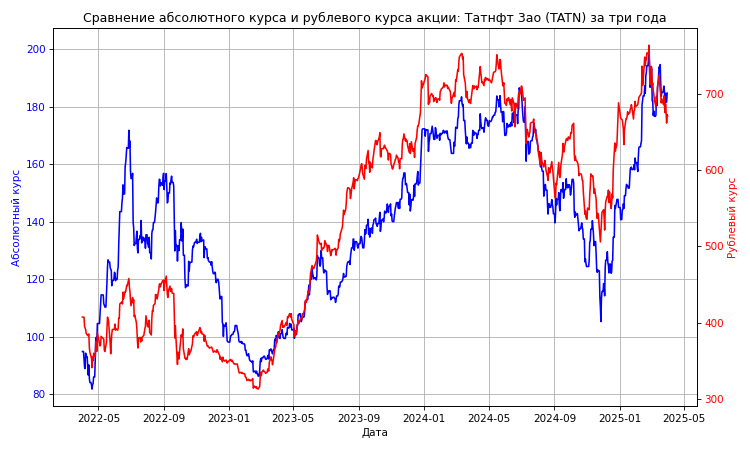 Сравнение абсолютного курса и рублевого курса акции: Татнфт 3ао (TATN) за три года
Абсолютный курс
200
180
160
140
120
100
80
700
600
500
400
300
Рублевый курс
2022-05 2022-09 2023-01 2023-05 2023-09 2024-01 2024-05 2024-09 2025-01 2025-05
Дата